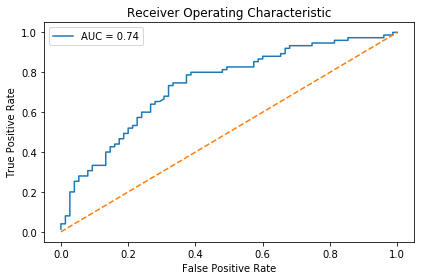 Receiver Operating Characteristic
AUC = 0.74
True Positive Rate
1.0
0.8
0.6
0.4
0.2
0.0
0.0 0.2 0.4 0.6 0.8 1.0
False Positive Rate